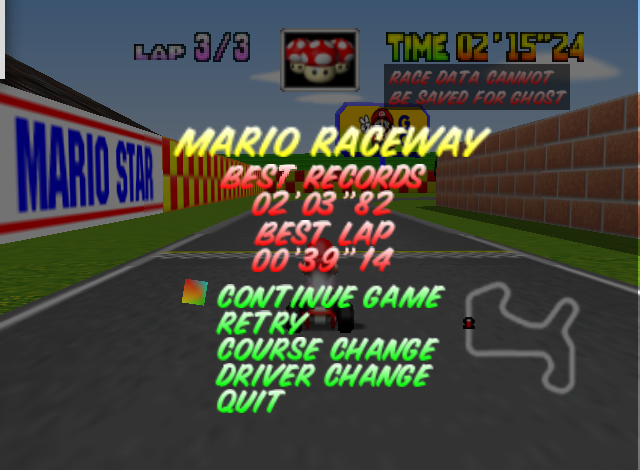 LAP 3/3
TIME 02'15"24
RACE DATA CANNOT
BE SAVED FOR GHOST
G
MARIO STAR
MARIO RACEWAY
BEST RECORDS
02'03"82
BEST LAP
00'39"14
CONTINUE GAME
RETRY
COURSE CHANGE
DRIVER CHANGE
QUIT